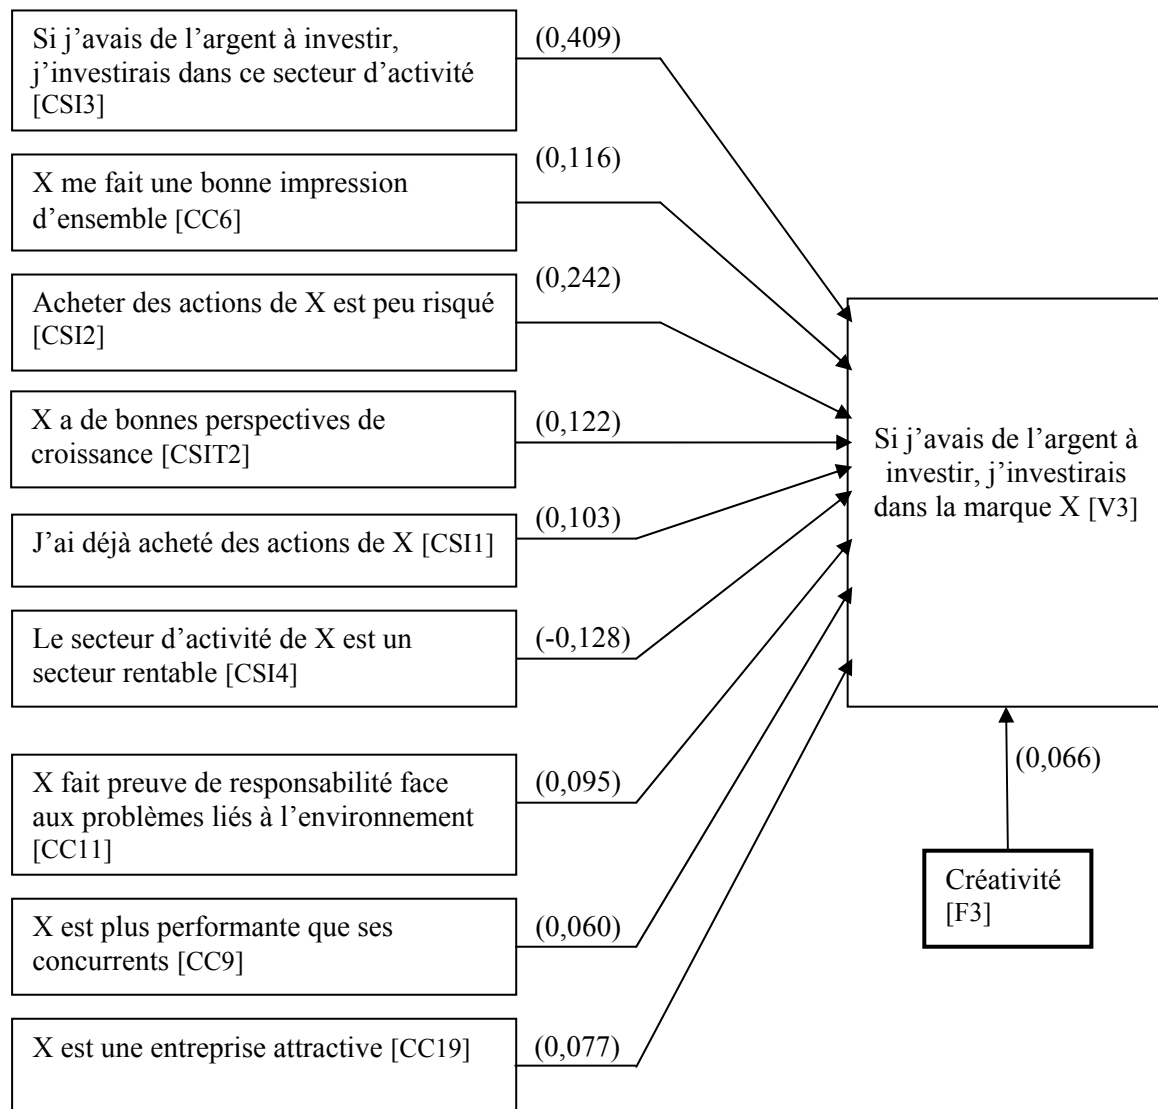 Si j’avais de l’argent à investir,
j’investirais dans ce secteur d’activité
[CSI3]
(0,409)
X me fait une bonne impression
d’ensemble [CC6]
(0,116)
Acheter des actions de X est peu risqué
[CSI2]
(0,242)
X a de bonnes perspectives de
croissance [CSIT2]
(0,122)
J’ai déjà acheté des actions de X [CSI1]
(0,103)
Le secteur d’activité de X est un
secteur rentable [CSI4]
(-0,128)
X fait preuve de responsabilité face
aux problèmes liés à l’environnement
[CC11]
(0,095)
X est plus performante que ses
concurrents [CC9]
(0,060)
X est une entreprise attractive [CC19]
(0,077)
Si j’avais de l’argent à
investir, j’investirais
dans la marque X [V3]
(0,066)
Créativité
[F3]